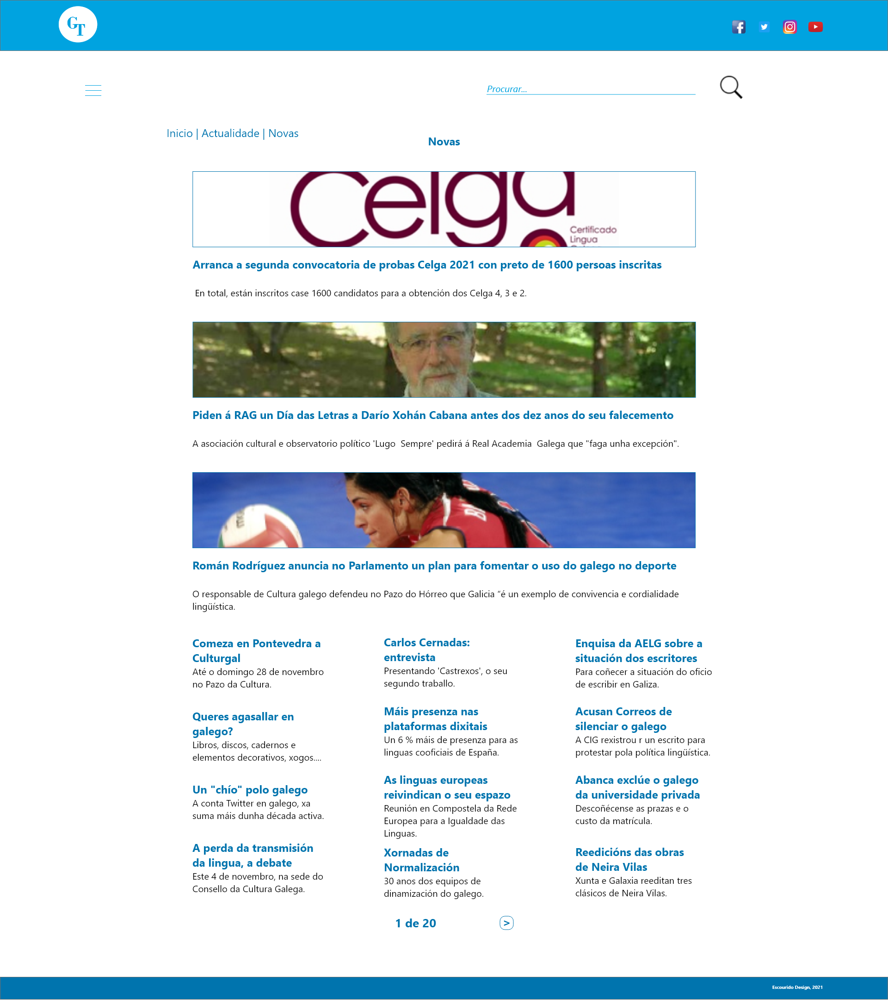 GT
Procurar...
Inicio | Actualidade | Novas
Novas
Celga
Certificado
Lingua
Arranca a segunda convocatoria de probas Celga 2021 con preto de 1600 persoas inscritas
En total, están inscritos case 1600 candidatos para a obtención dos Celga 4, 3 e 2.
Piden á RAG un Día das Letras a Darío Xohán Cabana antes dos dez anos do seu falecemento
A asociación cultural e observatorio político 'Lugo  Sempre' pedirá á Real Academia  Galega que "faga unha excepción".
Román Rodríguez anuncia no Parlamento un plan para fomentar o uso do galego no deporte
O responsable de Cultura galego defendeu no Pazo do Hórreo que Galicia “é un exemplo de convivencia e cordialidade
lingüística.
Comeza en Pontevedra a
Culturgal
Até o domingo 28 de novembro
no Pazo da Cultura.
Queres agasallar en
galego?
Libros, discos, cadernos e
elementos decorativos, xogos....
Un "chío" polo galego
A conta Twitter en galego, xa
suma máis dunha década activa.
A perda da transmisión
da lingua, a debate
Este 4 de novembro, na sede do
Consello da Cultura Galega.
Carlos Cernadas:
entrevista
Presentando 'Castrexos', o seu
segundo traballo.
Máis presenza nas
plataformas dixitais
Un 6 % máis de presenza para as
linguas cooficiais de España.
As linguas europeas
reivindican o seu espazo
Reunión en Compostela da Rede
Europea para a Igualdade das
Linguas.
Xornadas de
Normalización
30 anos dos equipos de
dinamización do galego.
Enquisa da AELG sobre a
situación dos escritores
Para coñecer a situación do oficio
de escribir en Galiza.
Acusan Correos de
silenciar o galego
A CIG rexistrou r un escrito para
protestar pola política lingüística.
Abanca exclúe o galego
da universidade privada
Descoñécense as prazas e o
custo da matrícula.
Reedicións das obras
de Neira Vilas
Xunta e Galaxia reeditan tres
clásicos de Neira Vilas.
1 de 20
>
Escourido Design, 2021